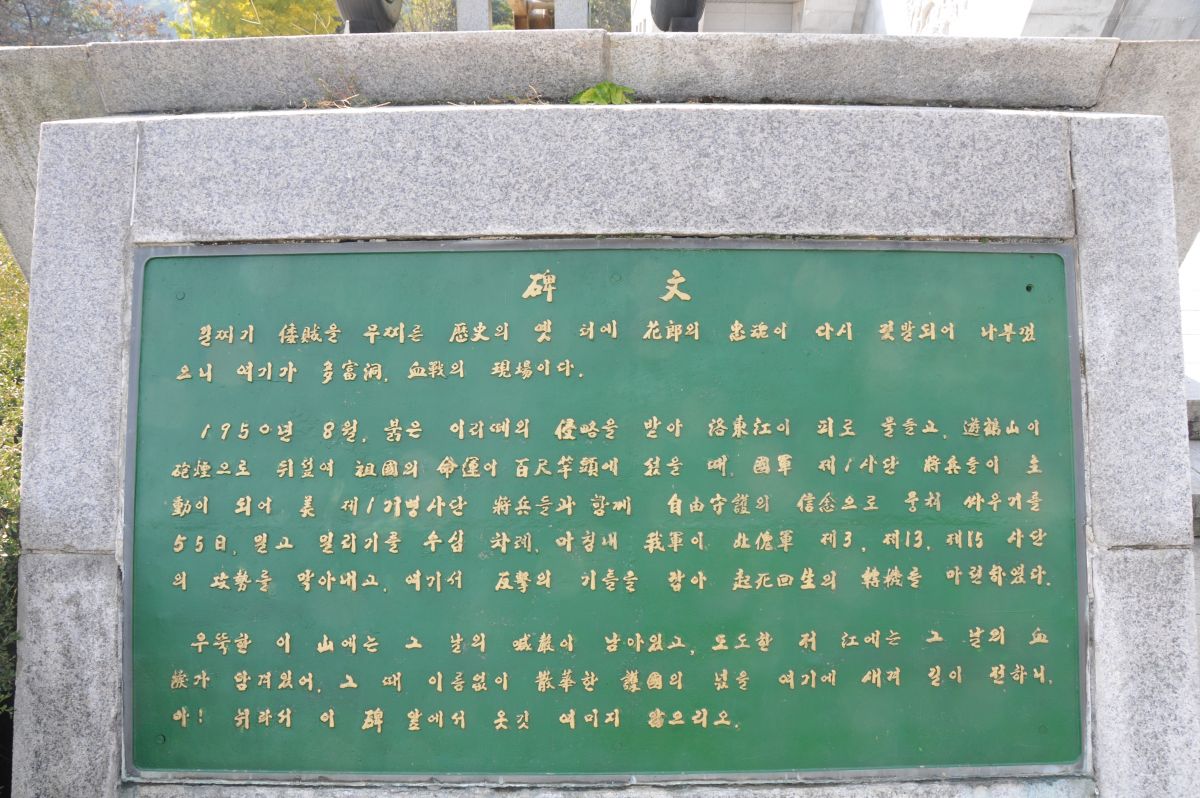 碑 文
일찌기 倭賊을 무찌른 歷史의 옛 터에 花郎의 忠魂이 다시 깃발되어 나부꼈
으니 여기가 多富洞, 血戰의 現場이다.
1950년 8월, 붉은 이리떼의 侵略을 받아 洛東江이 피로 물들고, 遊鶴山이
砲煙으로 뒤덮여 祖國의 命運이 百尺竿頭에 섰을 때, 國軍 제1사단 將兵들이 主
動이 되어 美 제1기병사단 將兵들과 함께 自由守護의 信念으로 뭉쳐 싸우기를
55日, 밀고 밀리기를 수십 차례, 마침내 我軍이 北傀軍 제3, 제13, 제15 사단
의 攻勢를 막아내고, 여기서 反擊의 기틀을 잡아 起死回生의 轉機를 마련하였다.
우뚝한 이 山에는 그 날의 威嚴이 남아있고, 도도한 저 江에는 그 날의 血
淚가 담겨있어, 그 때 이름없이 散華한 護國의 넋을 여기에 새겨 길이 전하니,
아! 뉘라서 이 碑 앞에서 옷깃 여미지 않으리오.